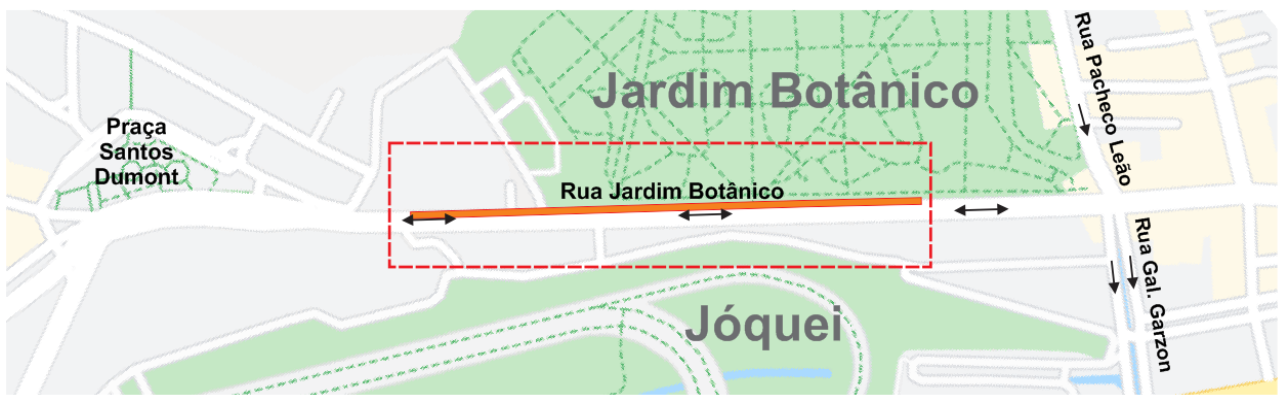 Jardim Botânico
Rua Pacheco Leão
Praça
Santos
Dumont
Rua Jardim Botânico
Rua Gal. Garzon
Jóquei